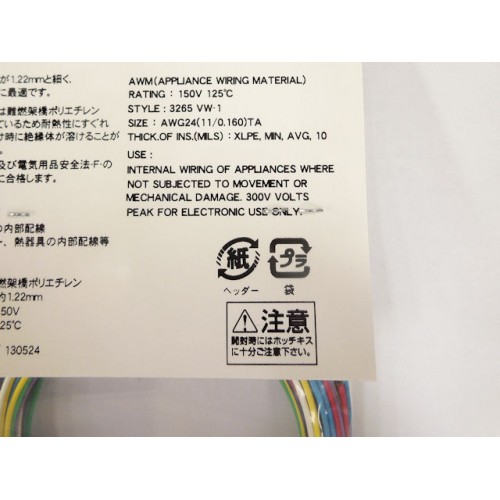 が1.22mmと細く、
に最適です。
は難燃架橋ポリエチレン
ているため耐熱性にすぐれ
け時に絶縁体が溶けることが
及び電気用品安全法-F-の
に合格します。
の内部配線
、熱器具の内部配線等
燃架橋ポリエチレン
約1.22mm
50V
25℃
130524
AWM(APPLIANCE WIRING MATERIAL)
RATING : 150V 125℃
STYLE : 3265 VW-1
SIZE : AWG24(11/0.160)TA
THICK.OF INS.(MILS) : XLPE, MIN, AVG, 10
USE :
INTERNAL WIRING OF APPLIANCES WHERE
NOT SUBJECTED TO MOVEMENT OR
MECHANICAL DAMAGE. 300V VOLTS
PEAK FOR ELECTRONIC USE ONLY.
紙 プラ
ヘッダー 袋
注意
開封時にはホッチキス
に十分ご注意下さい。